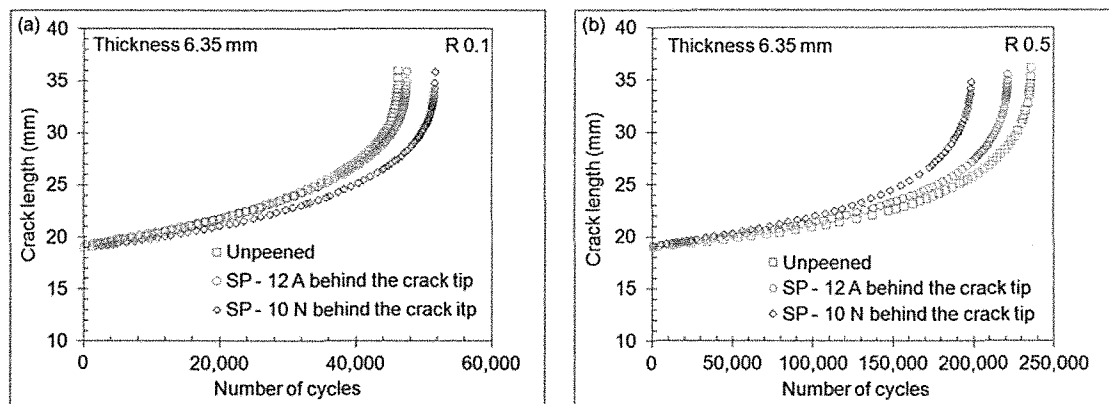 (a)
Thickness 6.35 mm R 0.1
Crack length (mm)
40
35
30
25
20
15
10
Unpeened
SP - 12 A behind the crack tip
SP - 10 N behind the crack itp
0 20,000 40,000 60,000
Number of cycles
(b)
Thickness 6.35 mm R 0.5
Crack length (mm)
40
35
30
25
20
15
10
Unpeened
SP - 12 A behind the crack tip
SP - 10 N behind the crack tip
0 50,000 100,000 150,000 200,000 250,000
Number of cycles